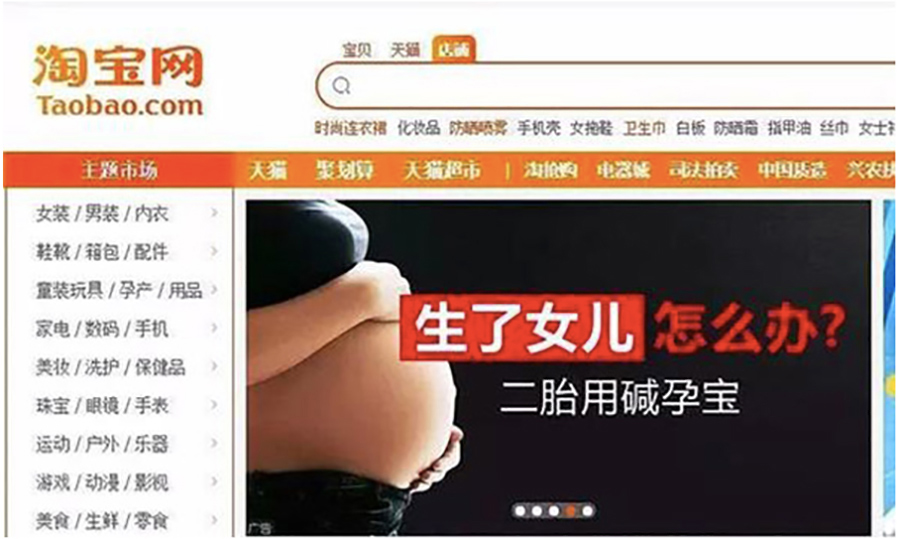 淘宝网
Taobao.com
宝贝 天猫 店铺
时尚连衣裙 化妆品 防晒喷雾 手机壳 女拖鞋 卫生巾 白板 防晒霜 指甲油 丝巾 女士
主题市场 天猫 聚划算 天猫超市 | 淘抢购 电器城 司法拍卖 中国质造 兴农
女装 / 男装 / 内衣 >
鞋靴 / 箱包 / 配件 >
童装玩具 / 孕产 / 用品 >
家电 / 数码 / 手机 >
美妆 / 洗护 / 保健品 >
珠宝 / 眼镜 / 手表 >
运动 / 户外 / 乐器 >
游戏 / 动漫 / 影视 >
美食 / 生鲜 / 零食 >
生了女儿 怎么办?
二胎用碱孕宝
广告